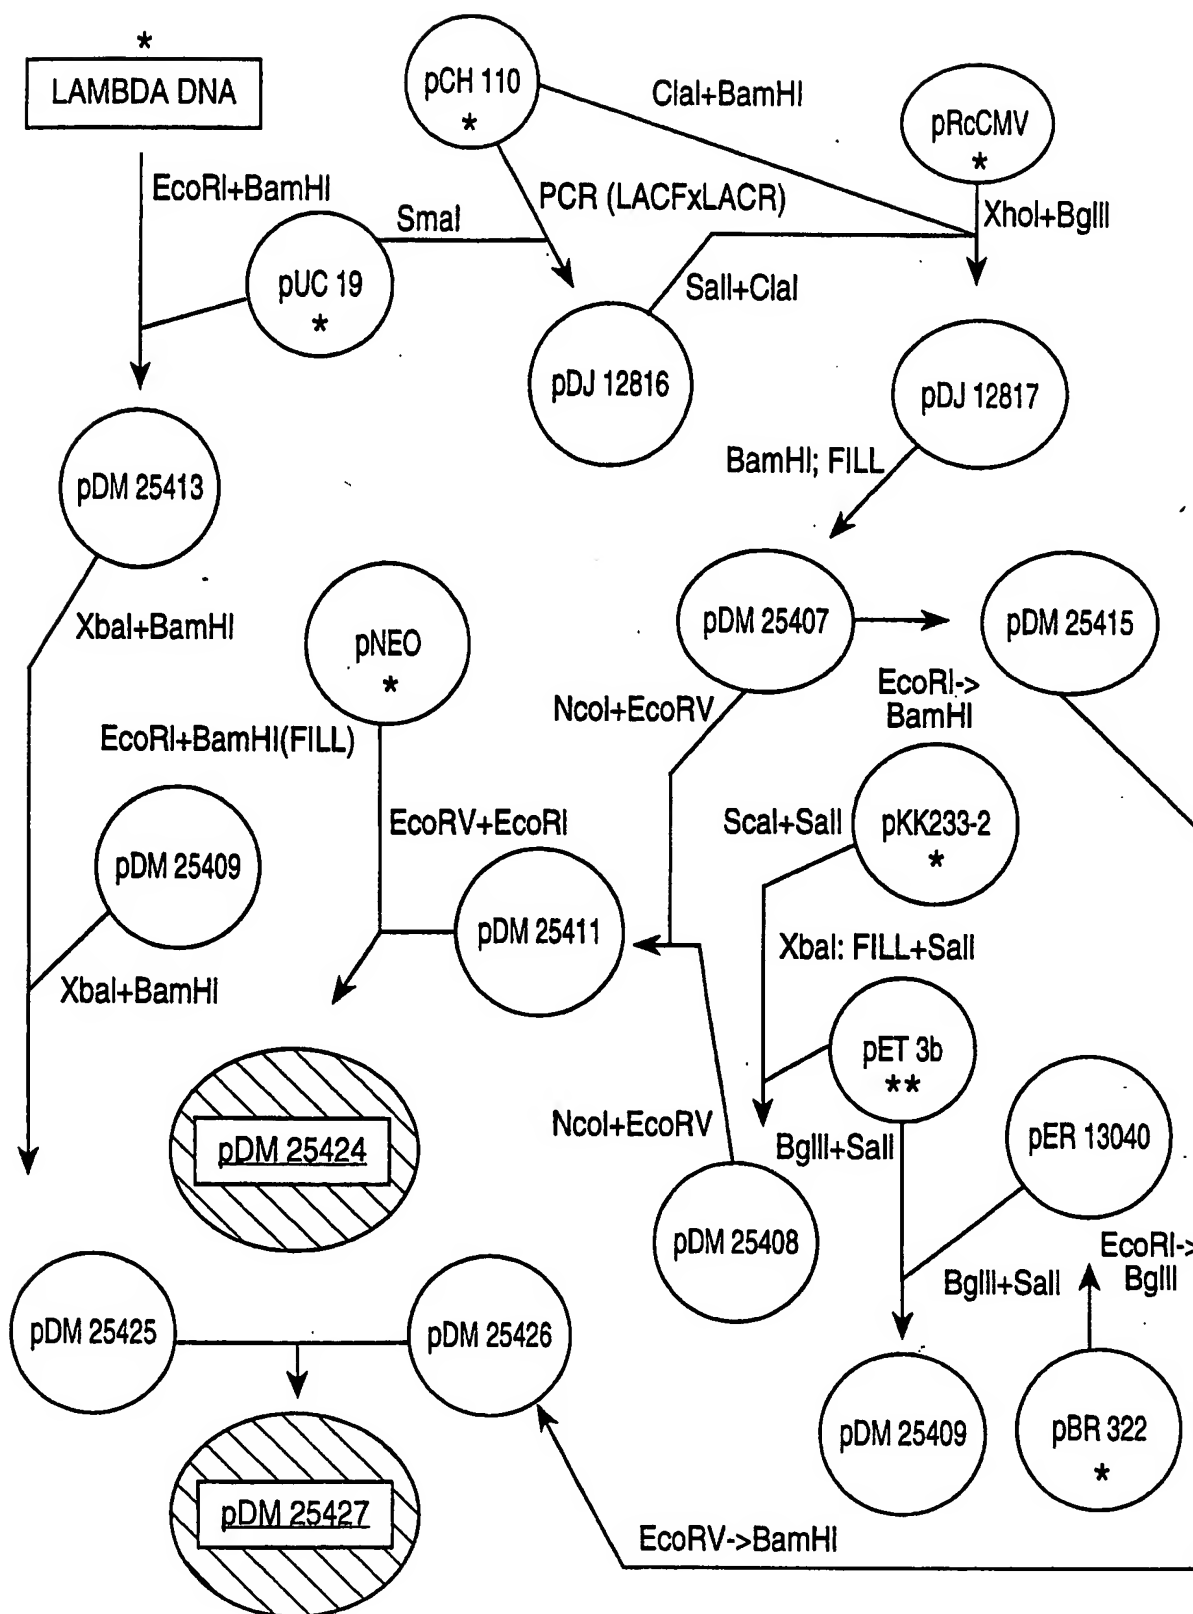 *
LAMBDA DNA
pCH 110
*
ClaI+BamHI
pRcCMV
*
EcoRI+BamHI
SmaI
PCR (LACFxLACR)
XhoI+BglII
pUC 19
*
SalI+ClaI
pDJ 12816
pDJ 12817
BamHI; FILL
pDM 25413
XbaI+BamHI
pNEO
*
pDM 25407
pDM 25415
EcoRI->
BamHI
NcoI+EcoRV
EcoRI+BamHI(FILL)
EcoRV+EcoRI
ScaI+SalI
pKK233-2
*
pDM 25409
pDM 25411
XbaI: FILL+SalI
XbaI+BamHI
pET 3b
**
pDM 25424
NcoI+EcoRV
BglII+SalI
pER 13040
pDM 25408
EcoRI->
BglII
BglII+SalI
pDM 25425
pDM 25426
pDM 25409
pBR 322
*
pDM 25427
EcoRV->BamHI